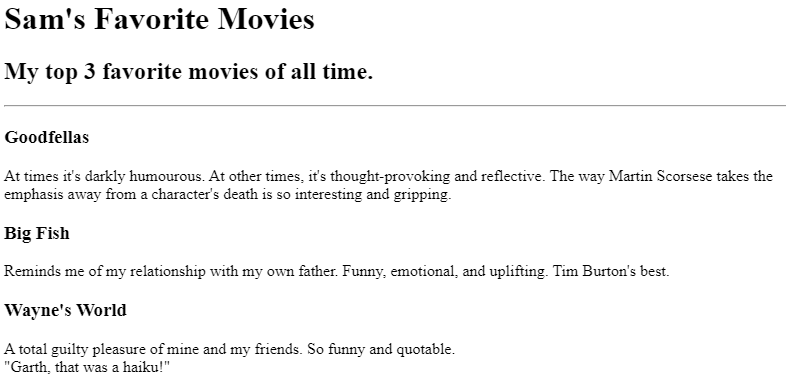 Sam's Favorite Movies
My top 3 favorite movies of all time.
Goodfellas
At times it's darkly humourous. At other times, it's thought-provoking and reflective. The way Martin Scorsese takes the
emphasis away from a character's death is so interesting and gripping.
Big Fish
Reminds me of my relationship with my own father. Funny, emotional, and uplifting. Tim Burton's best.
Wayne's World
A total guilty pleasure of mine and my friends. So funny and quotable.
"Garth, that was a haiku!"